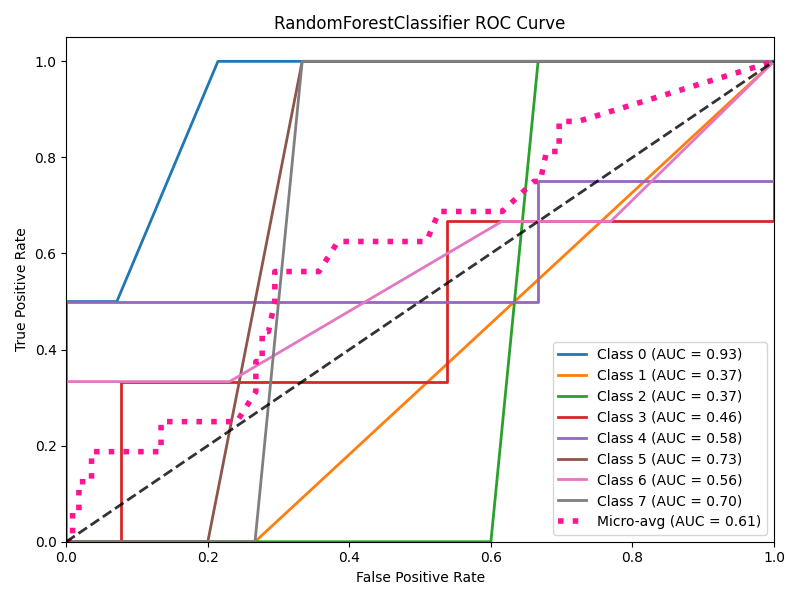 RandomForestClassifier ROC Curve
True Positive Rate
1.0
0.8
0.6
0.4
0.2
0.0
0.0 0.2 0.4 0.6 0.8 1.0
False Positive Rate
Class 0 (AUC = 0.93)
Class 1 (AUC = 0.37)
Class 2 (AUC = 0.37)
Class 3 (AUC = 0.46)
Class 4 (AUC = 0.58)
Class 5 (AUC = 0.73)
Class 6 (AUC = 0.56)
Class 7 (AUC = 0.70)
Micro-avg (AUC = 0.61)